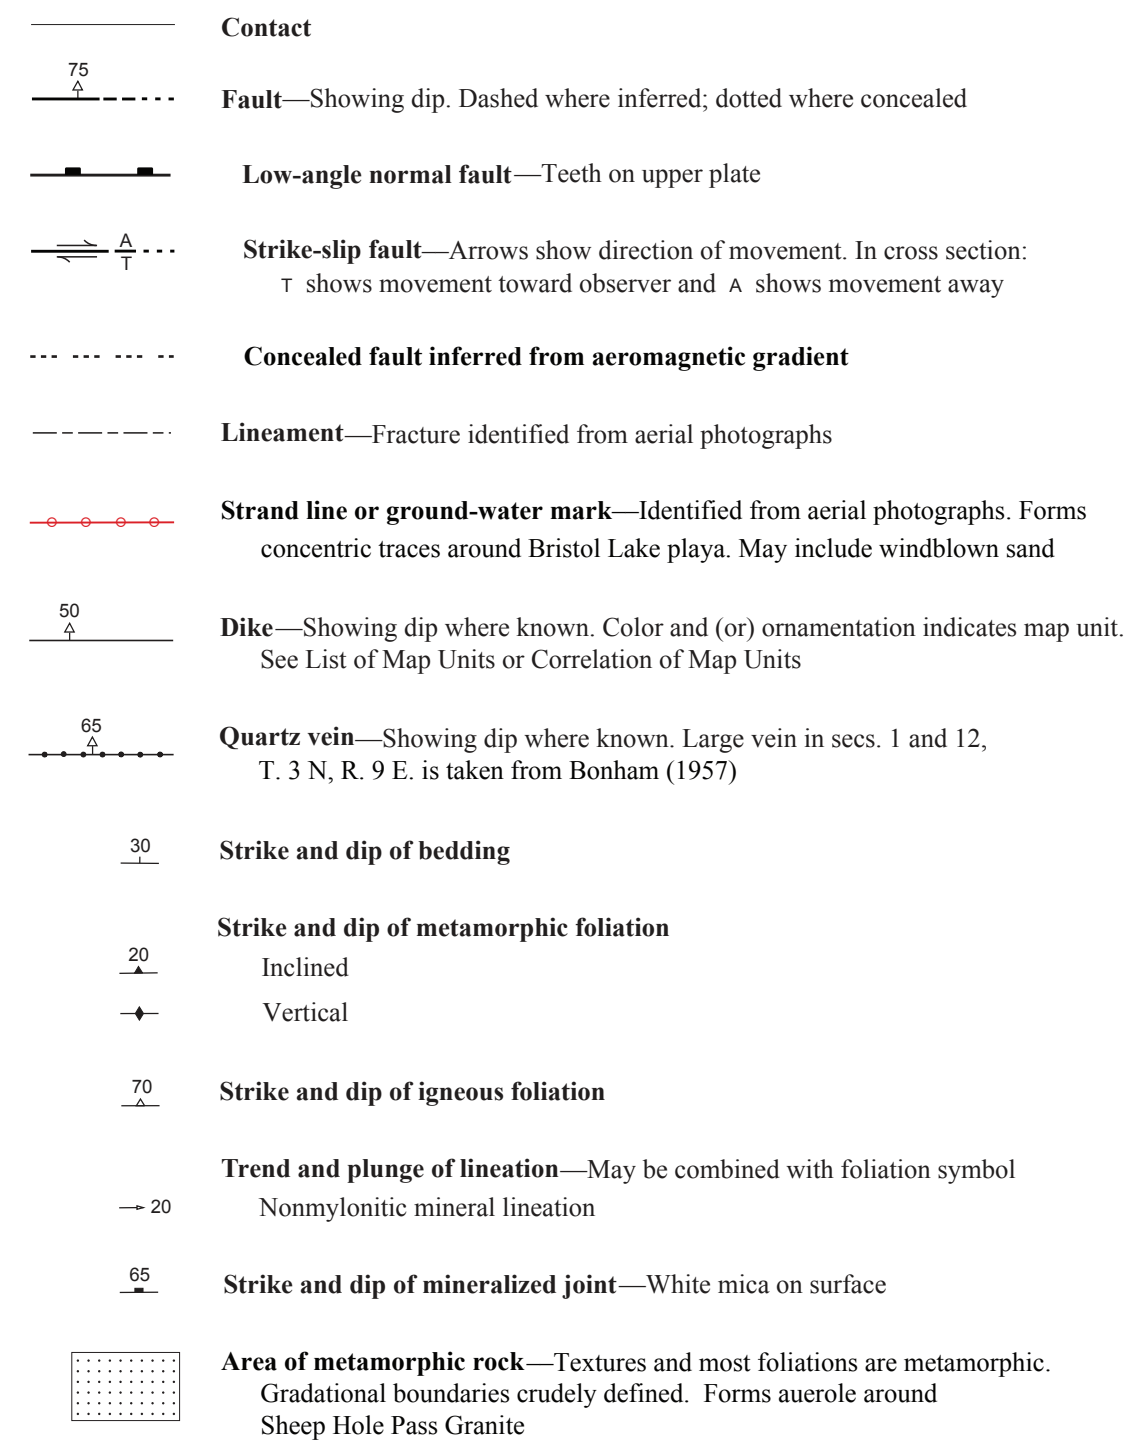 Contact
75
Fault—Showing dip. Dashed where inferred; dotted where concealed
Low-angle normal fault—Teeth on upper plate
A
T
Strike-slip fault—Arrows show direction of movement. In cross section:
T shows movement toward observer and A shows movement away
Concealed fault inferred from aeromagnetic gradient
Lineament—Fracture identified from aerial photographs
Strand line or ground-water mark—Identified from aerial photographs. Forms
concentric traces around Bristol Lake playa. May include windblown sand
50
Dike—Showing dip where known. Color and (or) ornamentation indicates map unit.
See List of Map Units or Correlation of Map Units
65
Quartz vein—Showing dip where known. Large vein in secs. 1 and 12,
T. 3 N, R. 9 E. is taken from Bonham (1957)
30
Strike and dip of bedding
Strike and dip of metamorphic foliation
20
Inclined
Vertical
70
Strike and dip of igneous foliation
Trend and plunge of lineation—May be combined with foliation symbol
20
Nonmylonitic mineral lineation
65
Strike and dip of mineralized joint—White mica on surface
Area of metamorphic rock—Textures and most foliations are metamorphic.
Gradational boundaries crudely defined. Forms auerole around
Sheep Hole Pass Granite